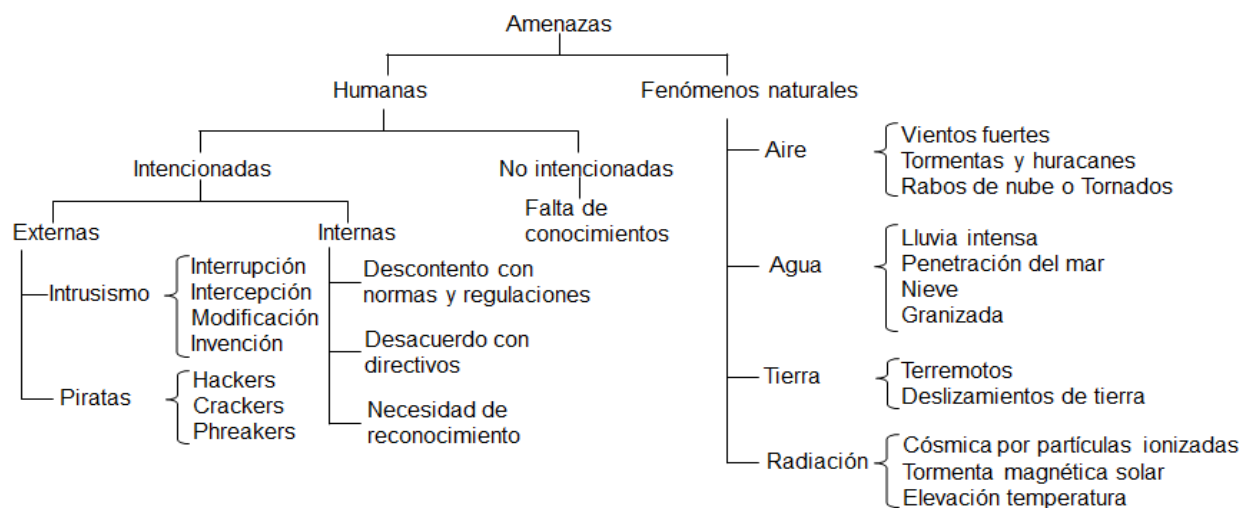 Amenazas
Humanas
Fenómenos naturales
Intencionadas
No intencionadas
Falta de
conocimientos
Externas
Internas
Intrusismo
Interrupción
Intercepción
Modificación
Invención
Piratas
Hackers
Crackers
Phreakers
Descontento con
normas y regulaciones
Desacuerdo con
directivos
Necesidad de
reconocimiento
Aire
Vientos fuertes
Tormentas y huracanes
Rabos de nube o Tornados
Agua
Lluvia intensa
Penetración del mar
Nieve
Granizada
Tierra
Terremotos
Deslizamientos de tierra
Radiación
Cósmica por partículas ionizadas
Tormenta magnética solar
Elevación temperatura